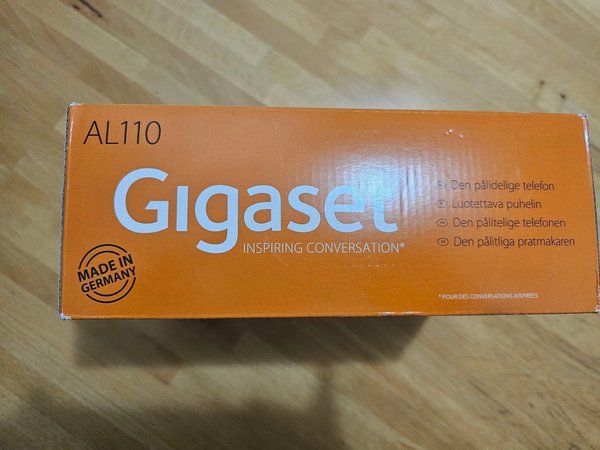 AL110
Gigaset
INSPIRING CONVERSATION*
Den pålidelige telefon
Luotettava puhelin
Den pålitelige telefonen
Den pålitliga pratmakaren
MADE IN
GERMANY
* POUR DES CONVERSATIONS INSPIRÉES